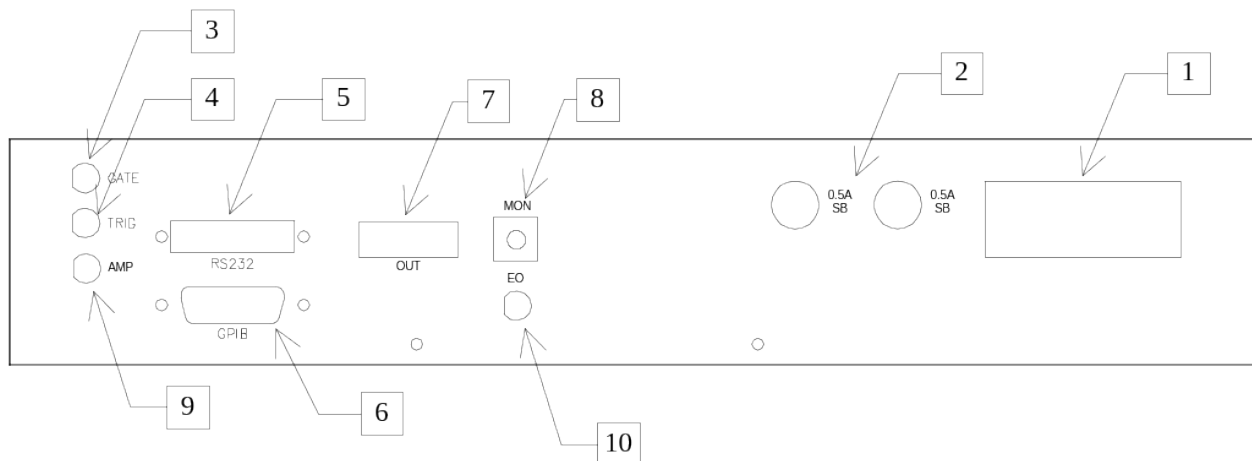 3
4
5
7
8
2
1
GATE
TRIG
AMP
RS232
GPIB
OUT
MON
EO
0.5A
SB
0.5A
SB
9
6
10